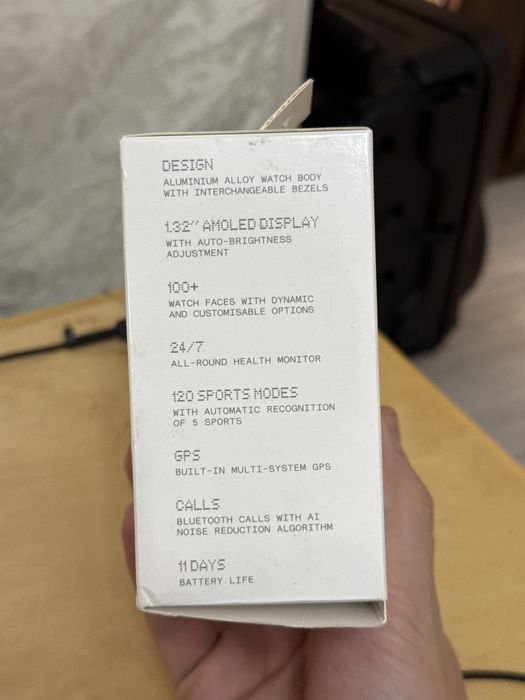 DESIGN
ALUMINIUM ALLOY WATCH BODY
WITH INTERCHANGEABLE BEZELS
1.32″ AMOLED DISPLAY
WITH AUTO-BRIGHTNESS
ADJUSTMENT
100+
WATCH FACES WITH DYNAMIC
AND CUSTOMISABLE OPTIONS
24/7
ALL-ROUND HEALTH MONITOR
120 SPORTS MODES
WITH AUTOMATIC RECOGNITION
OF 5 SPORTS
GPS
BUILT-IN MULTI-SYSTEM GPS
CALLS
BLUETOOTH CALLS WITH AI
NOISE REDUCTION ALGORITHM
11 DAYS
BATTERY LIFE